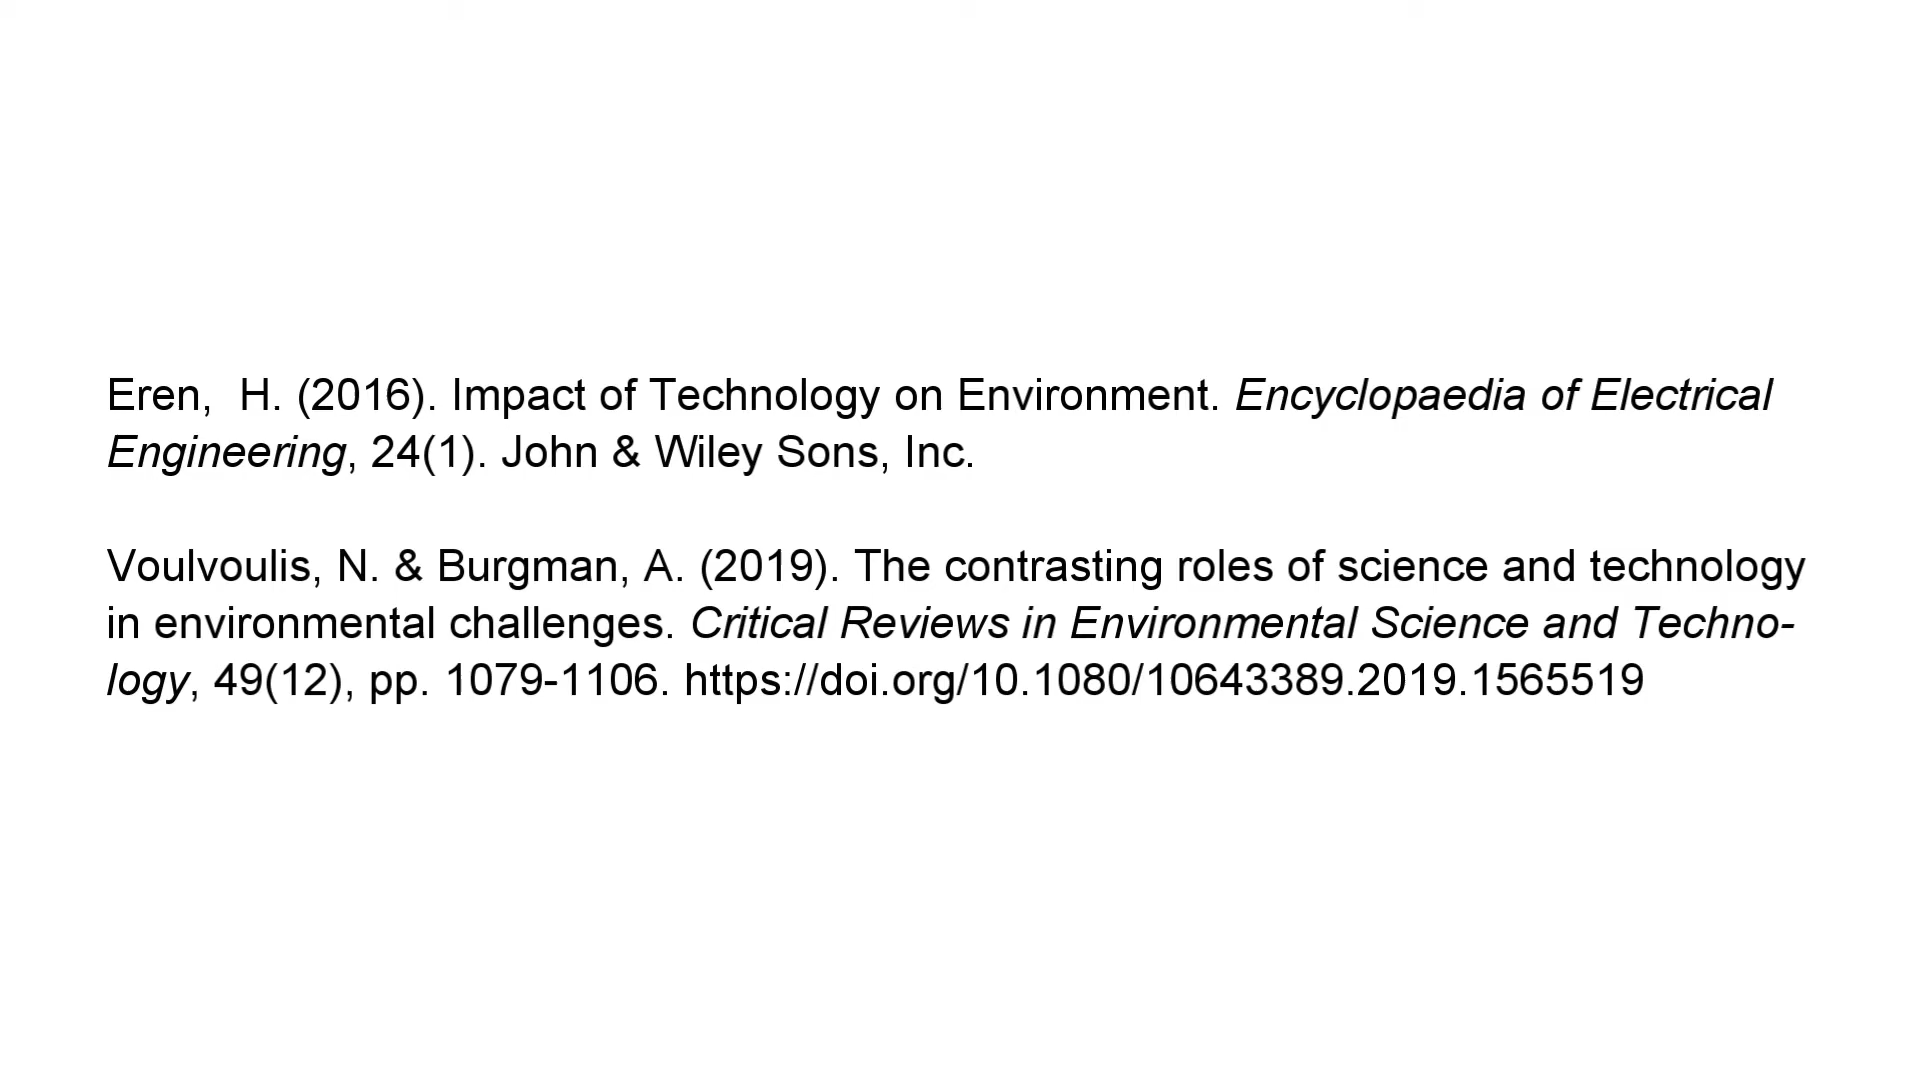 Eren,  H. (2016). Impact of Technology on Environment. Encyclopaedia of Electrical
Engineering, 24(1). John & Wiley Sons, Inc.
Voulvoulis, N. & Burgman, A. (2019). The contrasting roles of science and technology
in environmental challenges. Critical Reviews in Environmental Science and Techno-
logy, 49(12), pp. 1079-1106. https://doi.org/10.1080/10643389.2019.1565519